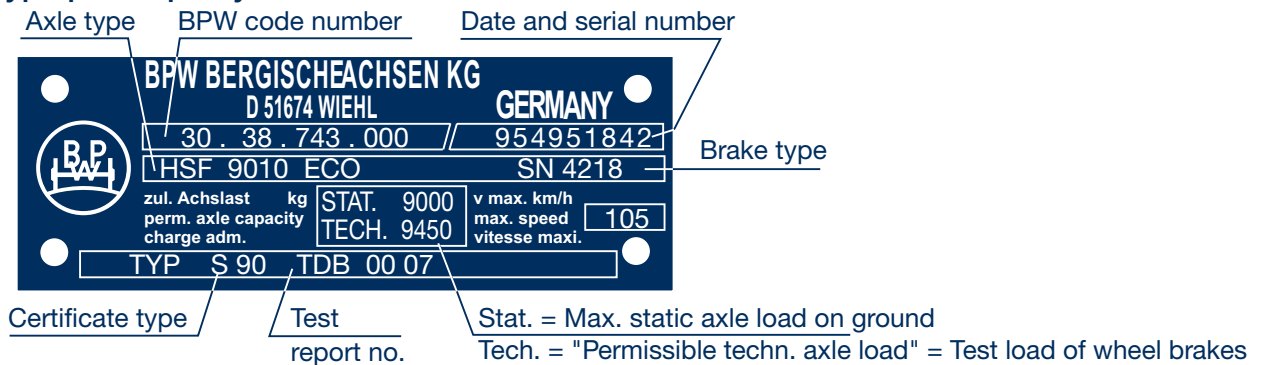 Axle type BPW code number Date and serial number
BPW BERGISCHEACHSEN KG
D 51674 WIEHL GERMANY
30 . 38 . 743 . 000 / 954951842
BPW
HSF 9010 ECO SN 4218
Brake type
zul. Achslast kg
perm. axle capacity
charge adm.
STAT. 9000
TECH. 9450
v max. km/h
max. speed
vitesse maxi.
105
TYP S 90 TDB 00 07
Certificate type
Test
report no.
Stat. = Max. static axle load on ground
Tech. = "Permissible techn. axle load" = Test load of wheel brakes